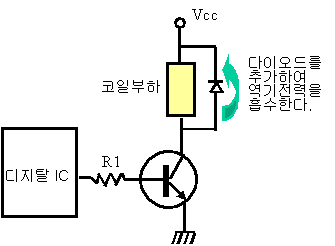 Vcc
코일부하
다이오드를
추가하여
역기전력을
흡수한다.
R1
디지탈 IC